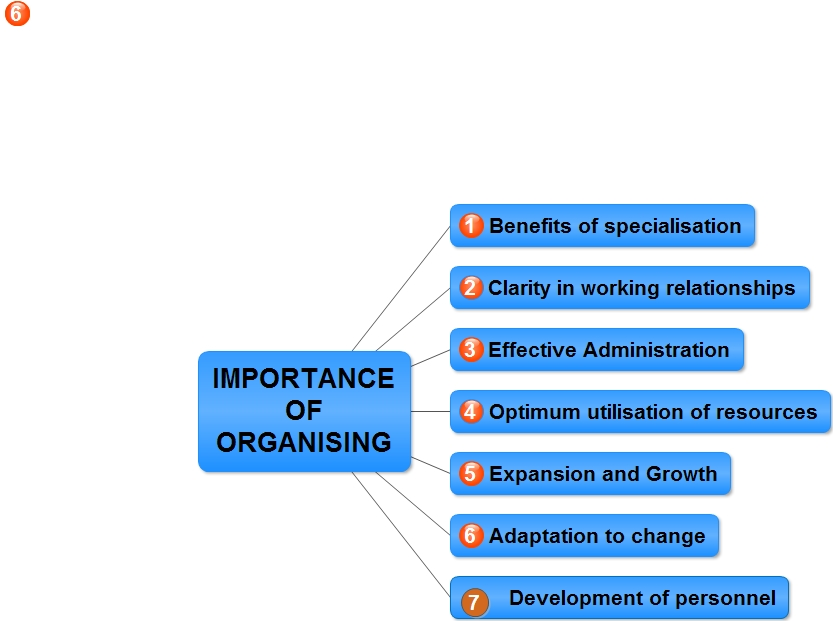 6
1 Benefits of specialisation
2 Clarity in working relationships
3 Effective Administration
IMPORTANCE
OF
ORGANISING
4 Optimum utilisation of resources
5 Expansion and Growth
6 Adaptation to change
7 Development of personnel